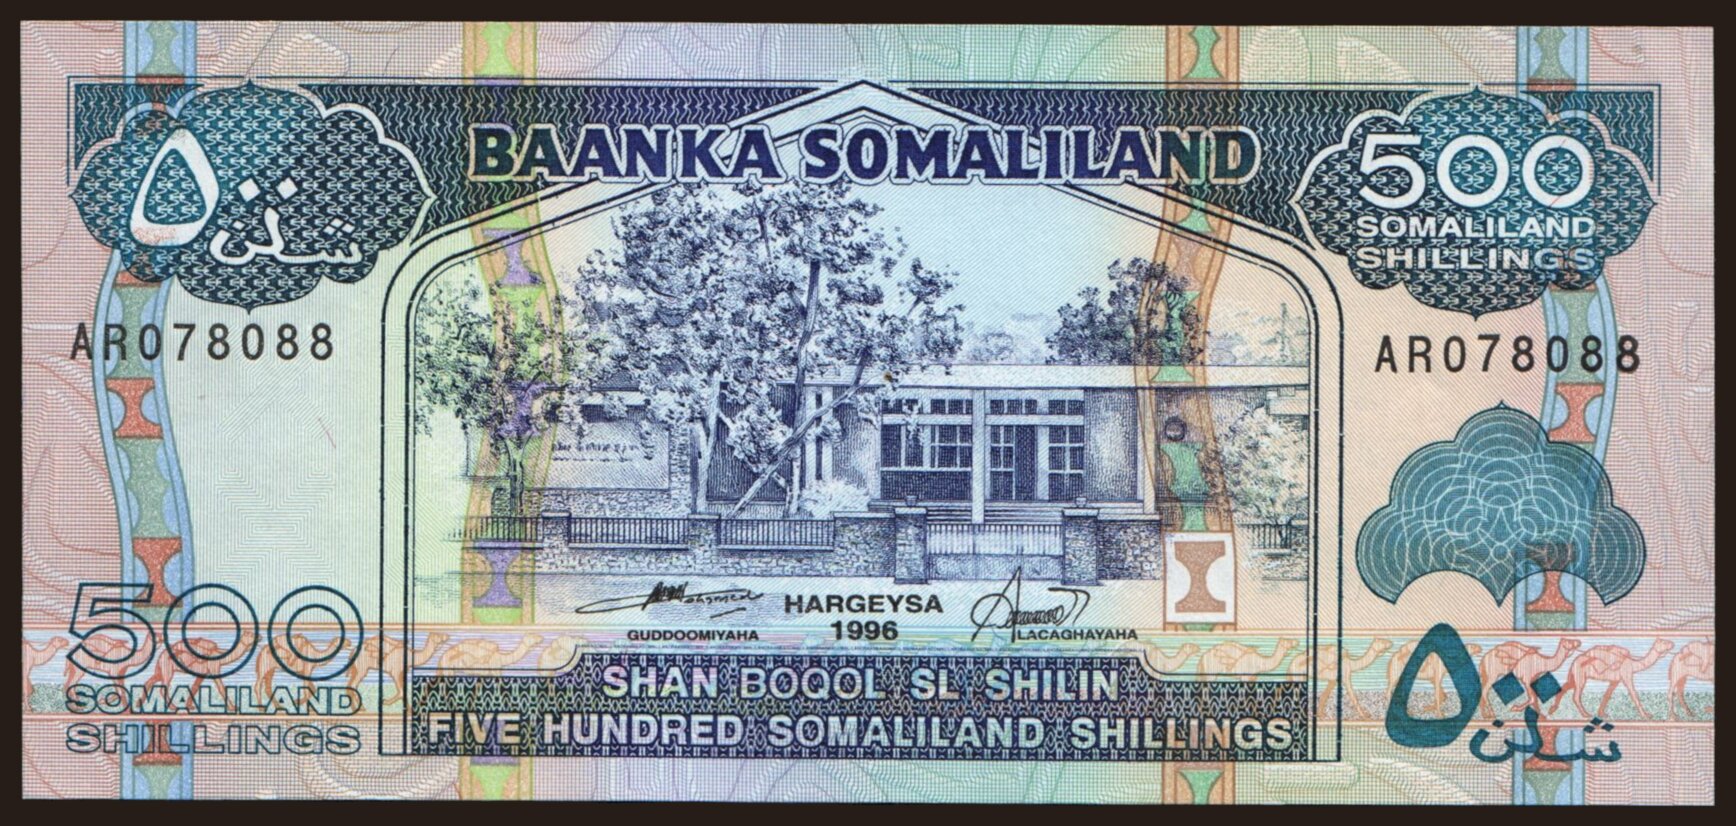 BAANKA SOMALILAND
٥٠٠
شلن
500
SOMALILAND
SHILLINGS
AR078088
AR078088
HARGEYSA
1996
GUDDOOMIYAHA
LACAGHAYAHA
500
SOMALILAND
SHILLINGS
SHAN BOQOL SL SHILIN
FIVE HUNDRED SOMALILAND SHILLINGS
٥٠٠
شلن